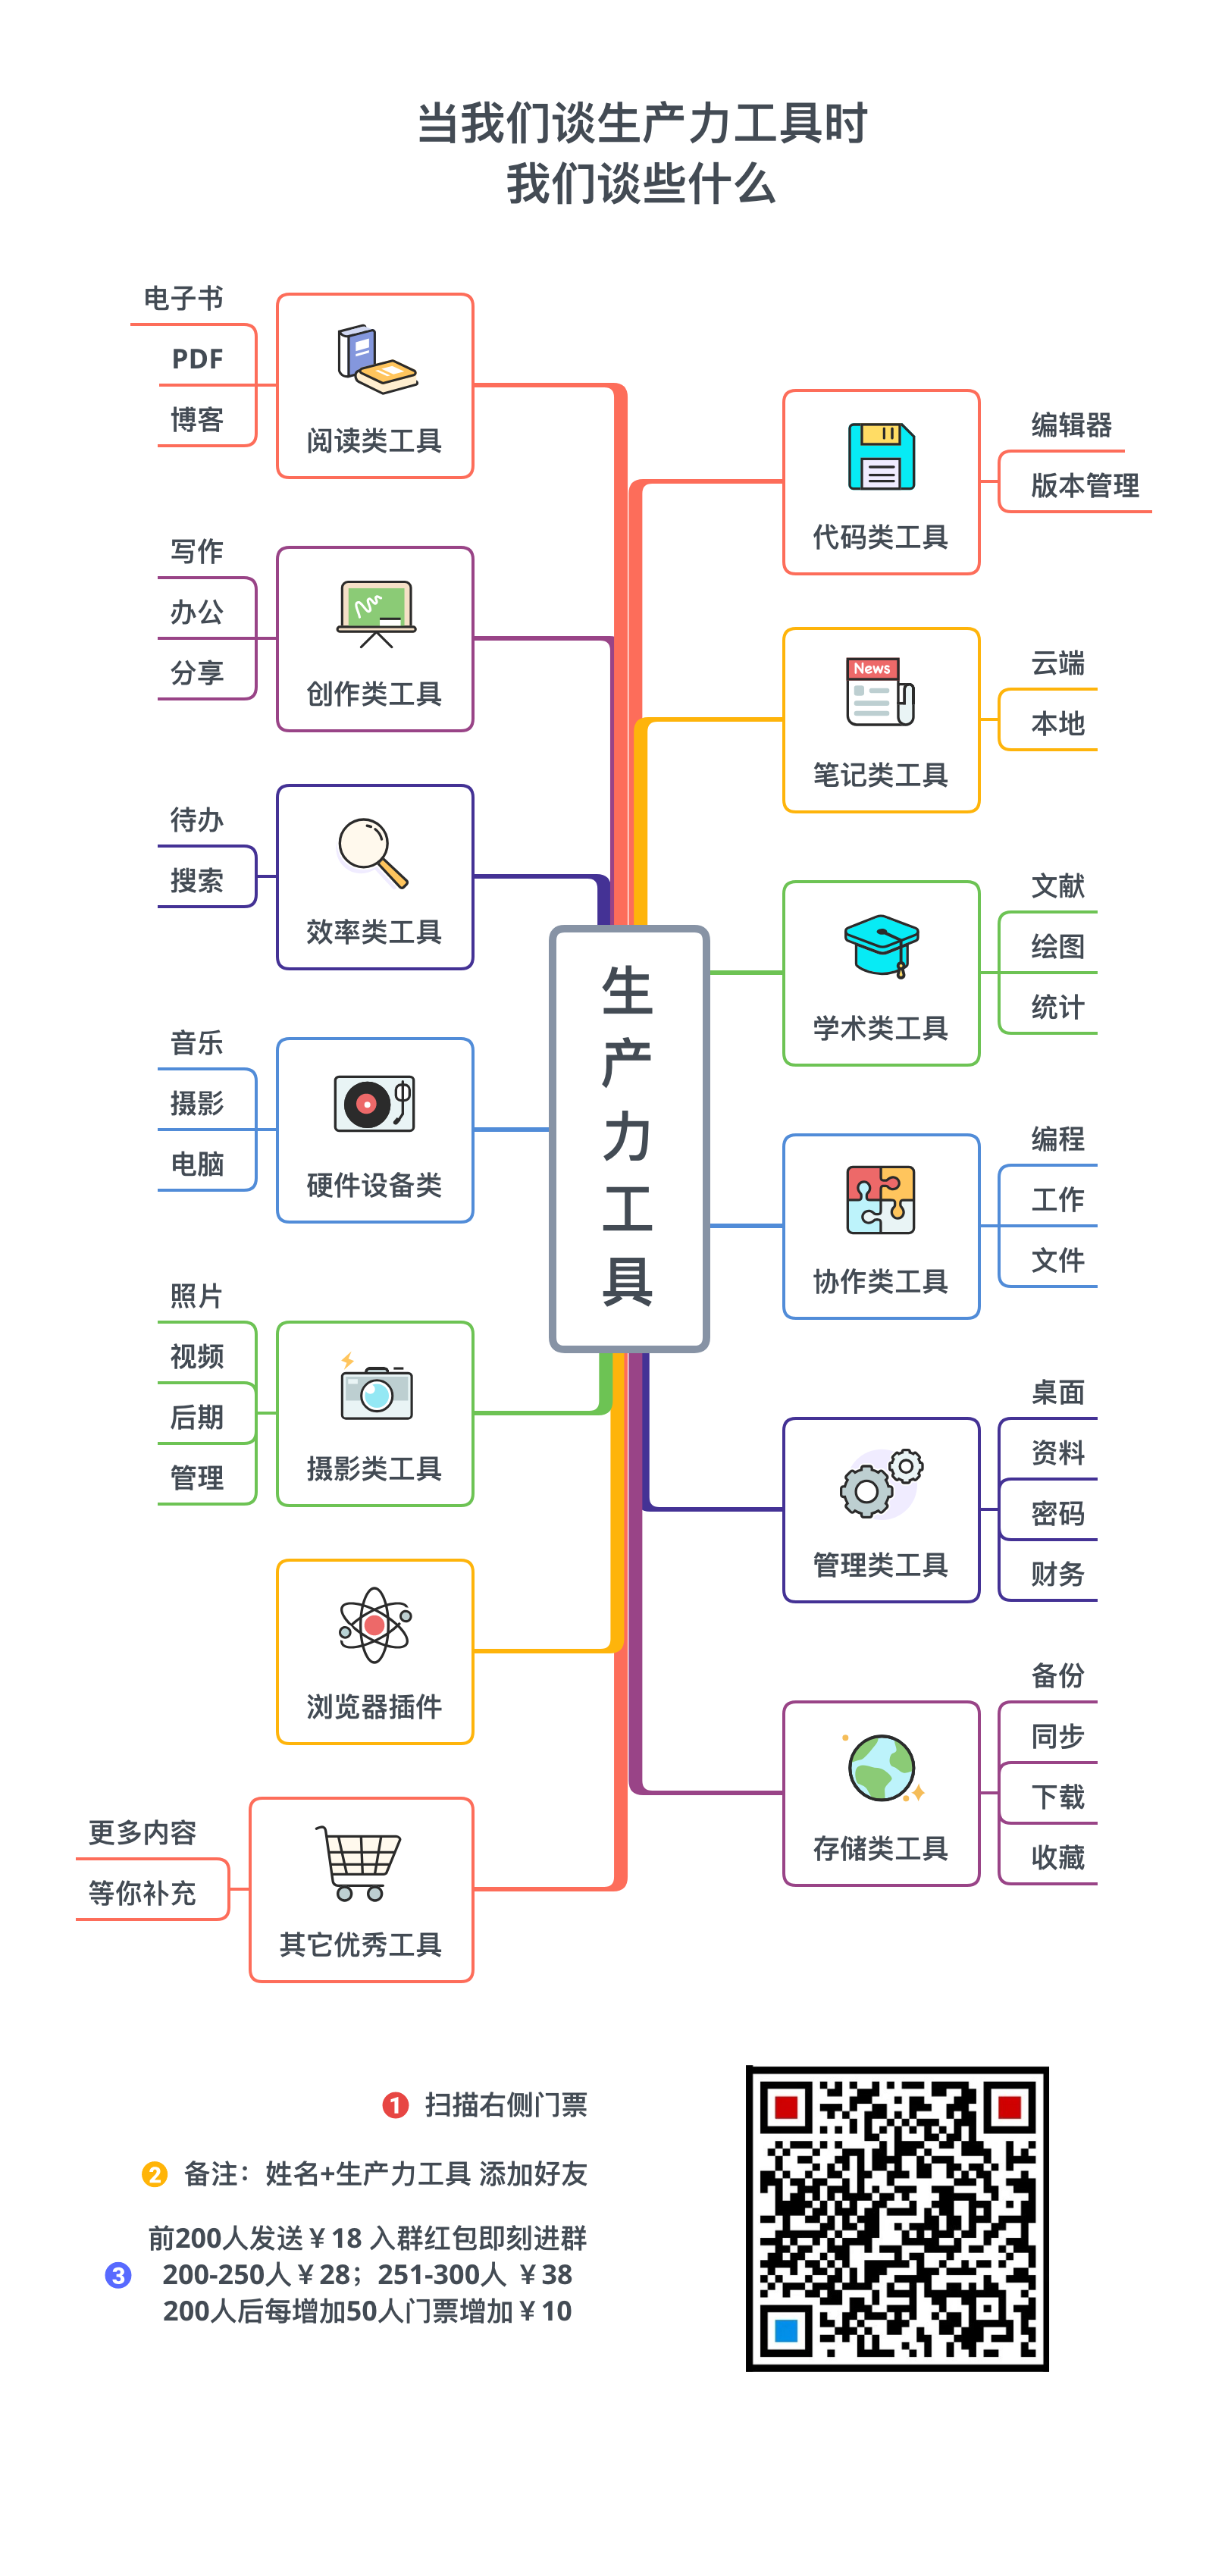 当我们谈生产力工具时
我们谈些什么
电子书
PDF
博客
阅读类工具
写作
办公
分享
创作类工具
待办
搜索
效率类工具
音乐
摄影
电脑
硬件设备类
照片
视频
后期
管理
摄影类工具
浏览器插件
更多内容
等你补充
其它优秀工具
生
产
力
工
具
代码类工具
编辑器
版本管理
News
笔记类工具
云端
本地
学术类工具
文献
绘图
统计
协作类工具
编程
工作
文件
管理类工具
桌面
资料
密码
财务
存储类工具
备份
同步
下载
收藏
1 扫描右侧门票
2 备注：姓名+生产力工具 添加好友
前200人发送￥18 入群红包即刻进群
3 200-250人￥28；251-300人 ￥38
200人后每增加50人门票增加￥10